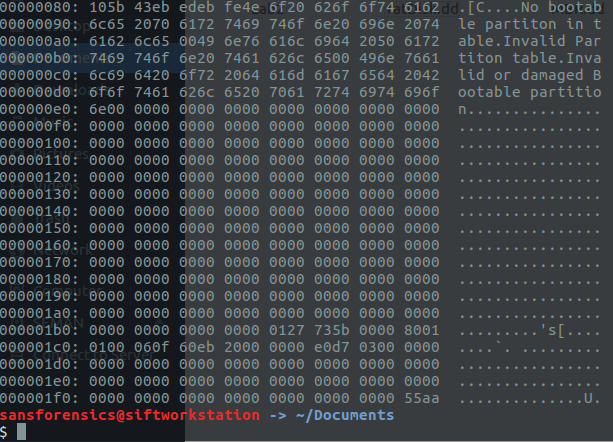 00000080: 105b 43eb edeb fe4e 6f20 626f 6f74 6162  .[C....No bootab
00000090: 6c65 2070 6172 7469 746f 6e20 696e 2074  le partiton in t
000000a0: 6162 6c65 0049 6e76 616c 6964 2050 6172  able.Invalid Par
000000b0: 7469 746f 6e20 7461 626c 6500 496e 7661  titon table.Inva
000000c0: 6c69 6420 6f72 2064 616d 6167 6564 2042  lid or damaged B
000000d0: 6f6f 7461 626c 6520 7061 7274 6974 696f  ootable partitio
000000e0: 6e00 0000 0000 0000 0000 0000 0000 0000  n...............
000000f0: 0000 0000 0000 0000 0000 0000 0000 0000  ................
00000100: 0000 0000 0000 0000 0000 0000 0000 0000  ................
00000110: 0000 0000 0000 0000 0000 0000 0000 0000  ................
00000120: 0000 0000 0000 0000 0000 0000 0000 0000  ................
00000130: 0000 0000 0000 0000 0000 0000 0000 0000  ................
00000140: 0000 0000 0000 0000 0000 0000 0000 0000  ................
00000150: 0000 0000 0000 0000 0000 0000 0000 0000  ................
00000160: 0000 0000 0000 0000 0000 0000 0000 0000  ................
00000170: 0000 0000 0000 0000 0000 0000 0000 0000  ................
00000180: 0000 0000 0000 0000 0000 0000 0000 0000  ................
00000190: 0000 0000 0000 0000 0000 0000 0000 0000  ................
000001a0: 0000 0000 0000 0000 0000 0000 0000 0000  ................
000001b0: 0000 0000 0000 0000 0127 735b 0000 8001  .........'s[....
000001c0: 0100 060f 60eb 2000 0000 e0d7 0300 0000  ....`. .........
000001d0: 0000 0000 0000 0000 0000 0000 0000 0000  ................
000001e0: 0000 0000 0000 0000 0000 0000 0000 0000  ................
000001f0: 0000 0000 0000 0000 0000 0000 0000 55aa  ..............U.
sansforensics@siftworkstation -> ~/Documents
$